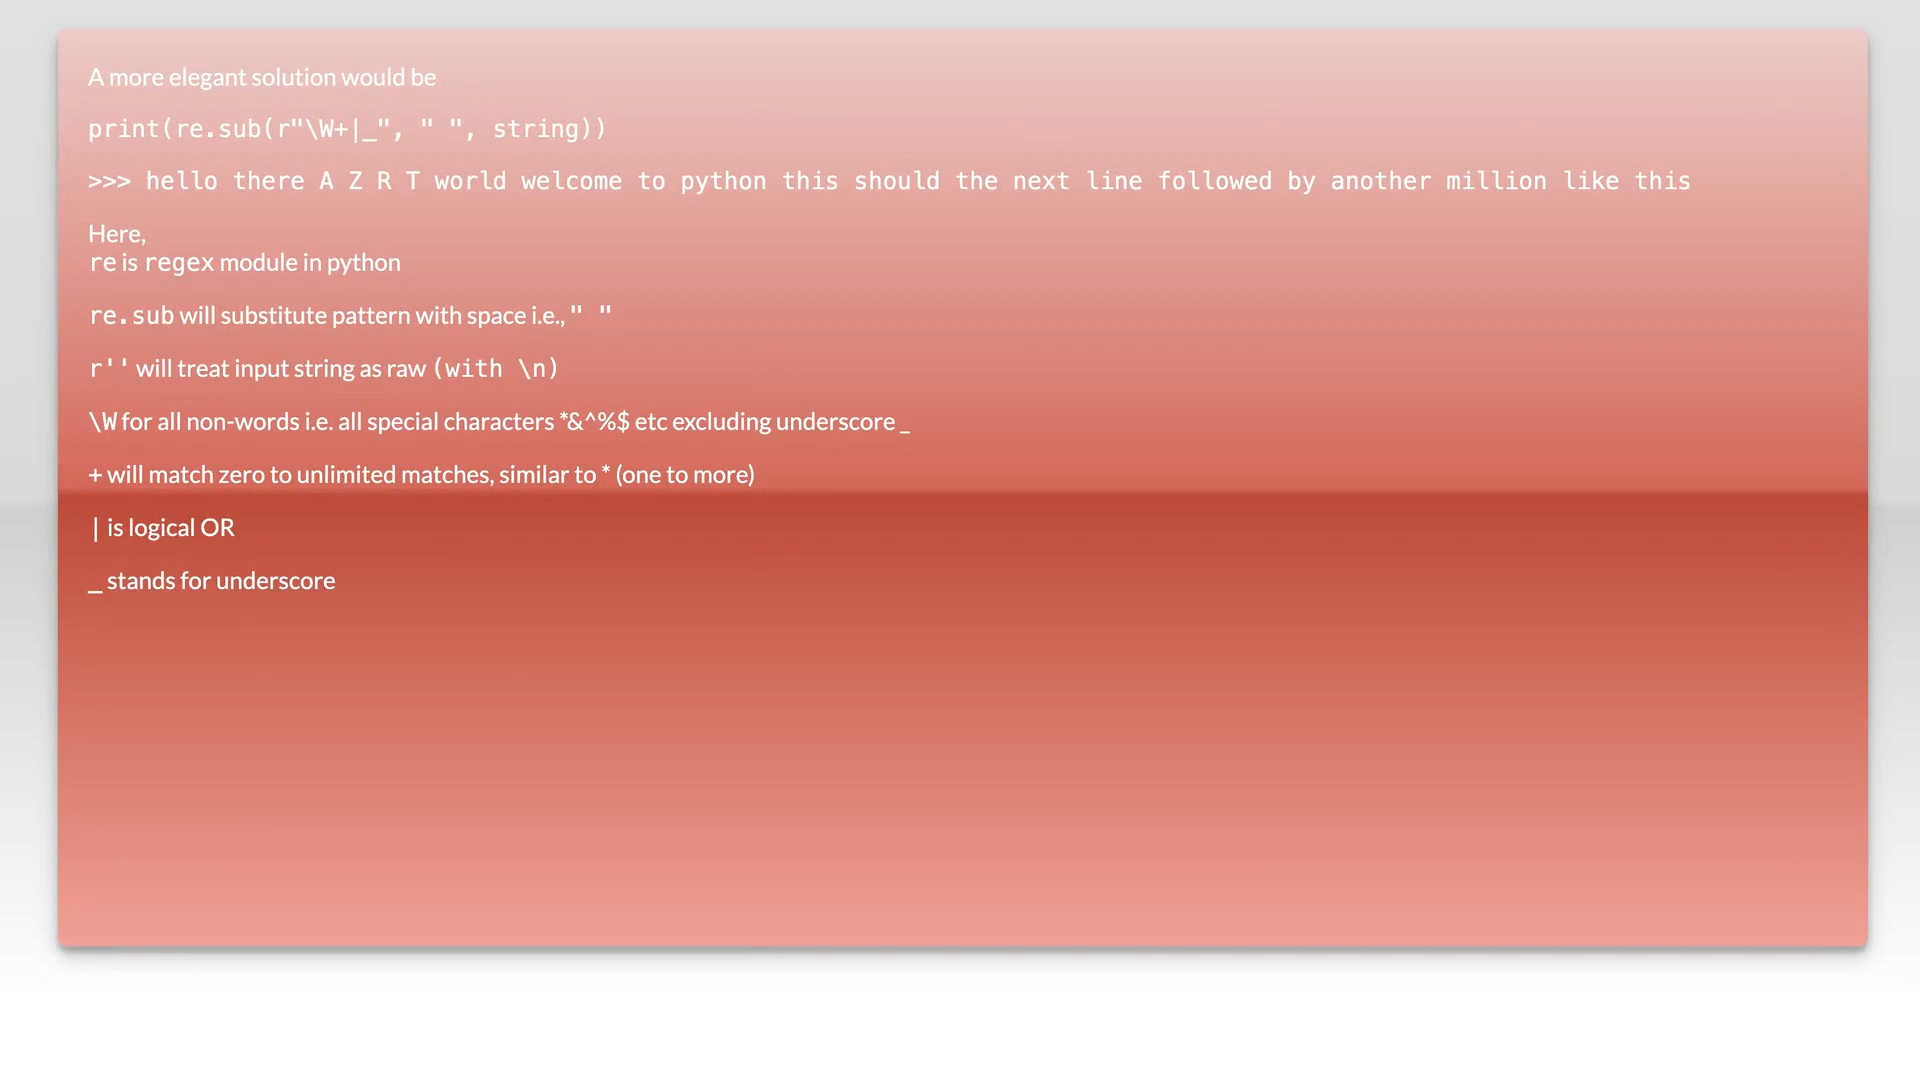 A more elegant solution would be
print(re.sub(r"\W+|_", " ", string))
>>> hello there A Z R T world welcome to python this should the next line followed by another million like this
Here,
re is regex module in python
re.sub will substitute pattern with space i.e., " "
r'' will treat input string as raw (with \n)
\W for all non-words i.e. all special characters *&^%$ etc excluding underscore _
+ will match zero to unlimited matches, similar to * (one to more)
| is logical OR
_ stands for underscore